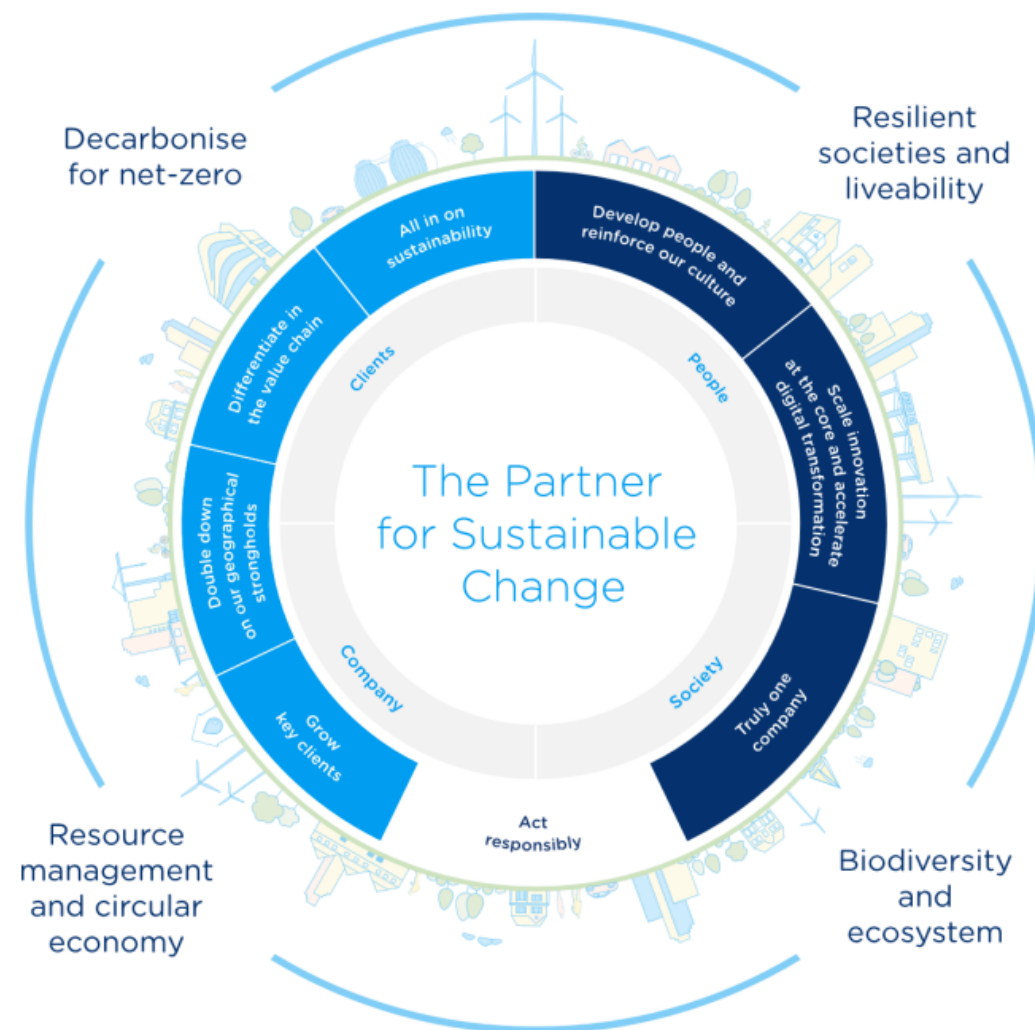 Decarbonise
for net-zero
Resilient
societies and
liveability
All in on
sustainability
Develop people and
reinforce our culture
Differentiate in
the value chain
Scale innovation
at the core and accelerate
digital transformation
Clients
People
Double down
on our geographical
strongholds
The Partner
for Sustainable
Change
Company
Society
Grow
key clients
Truly one
company
Act
responsibly
Resource
management
and circular
economy
Biodiversity
and
ecosystem